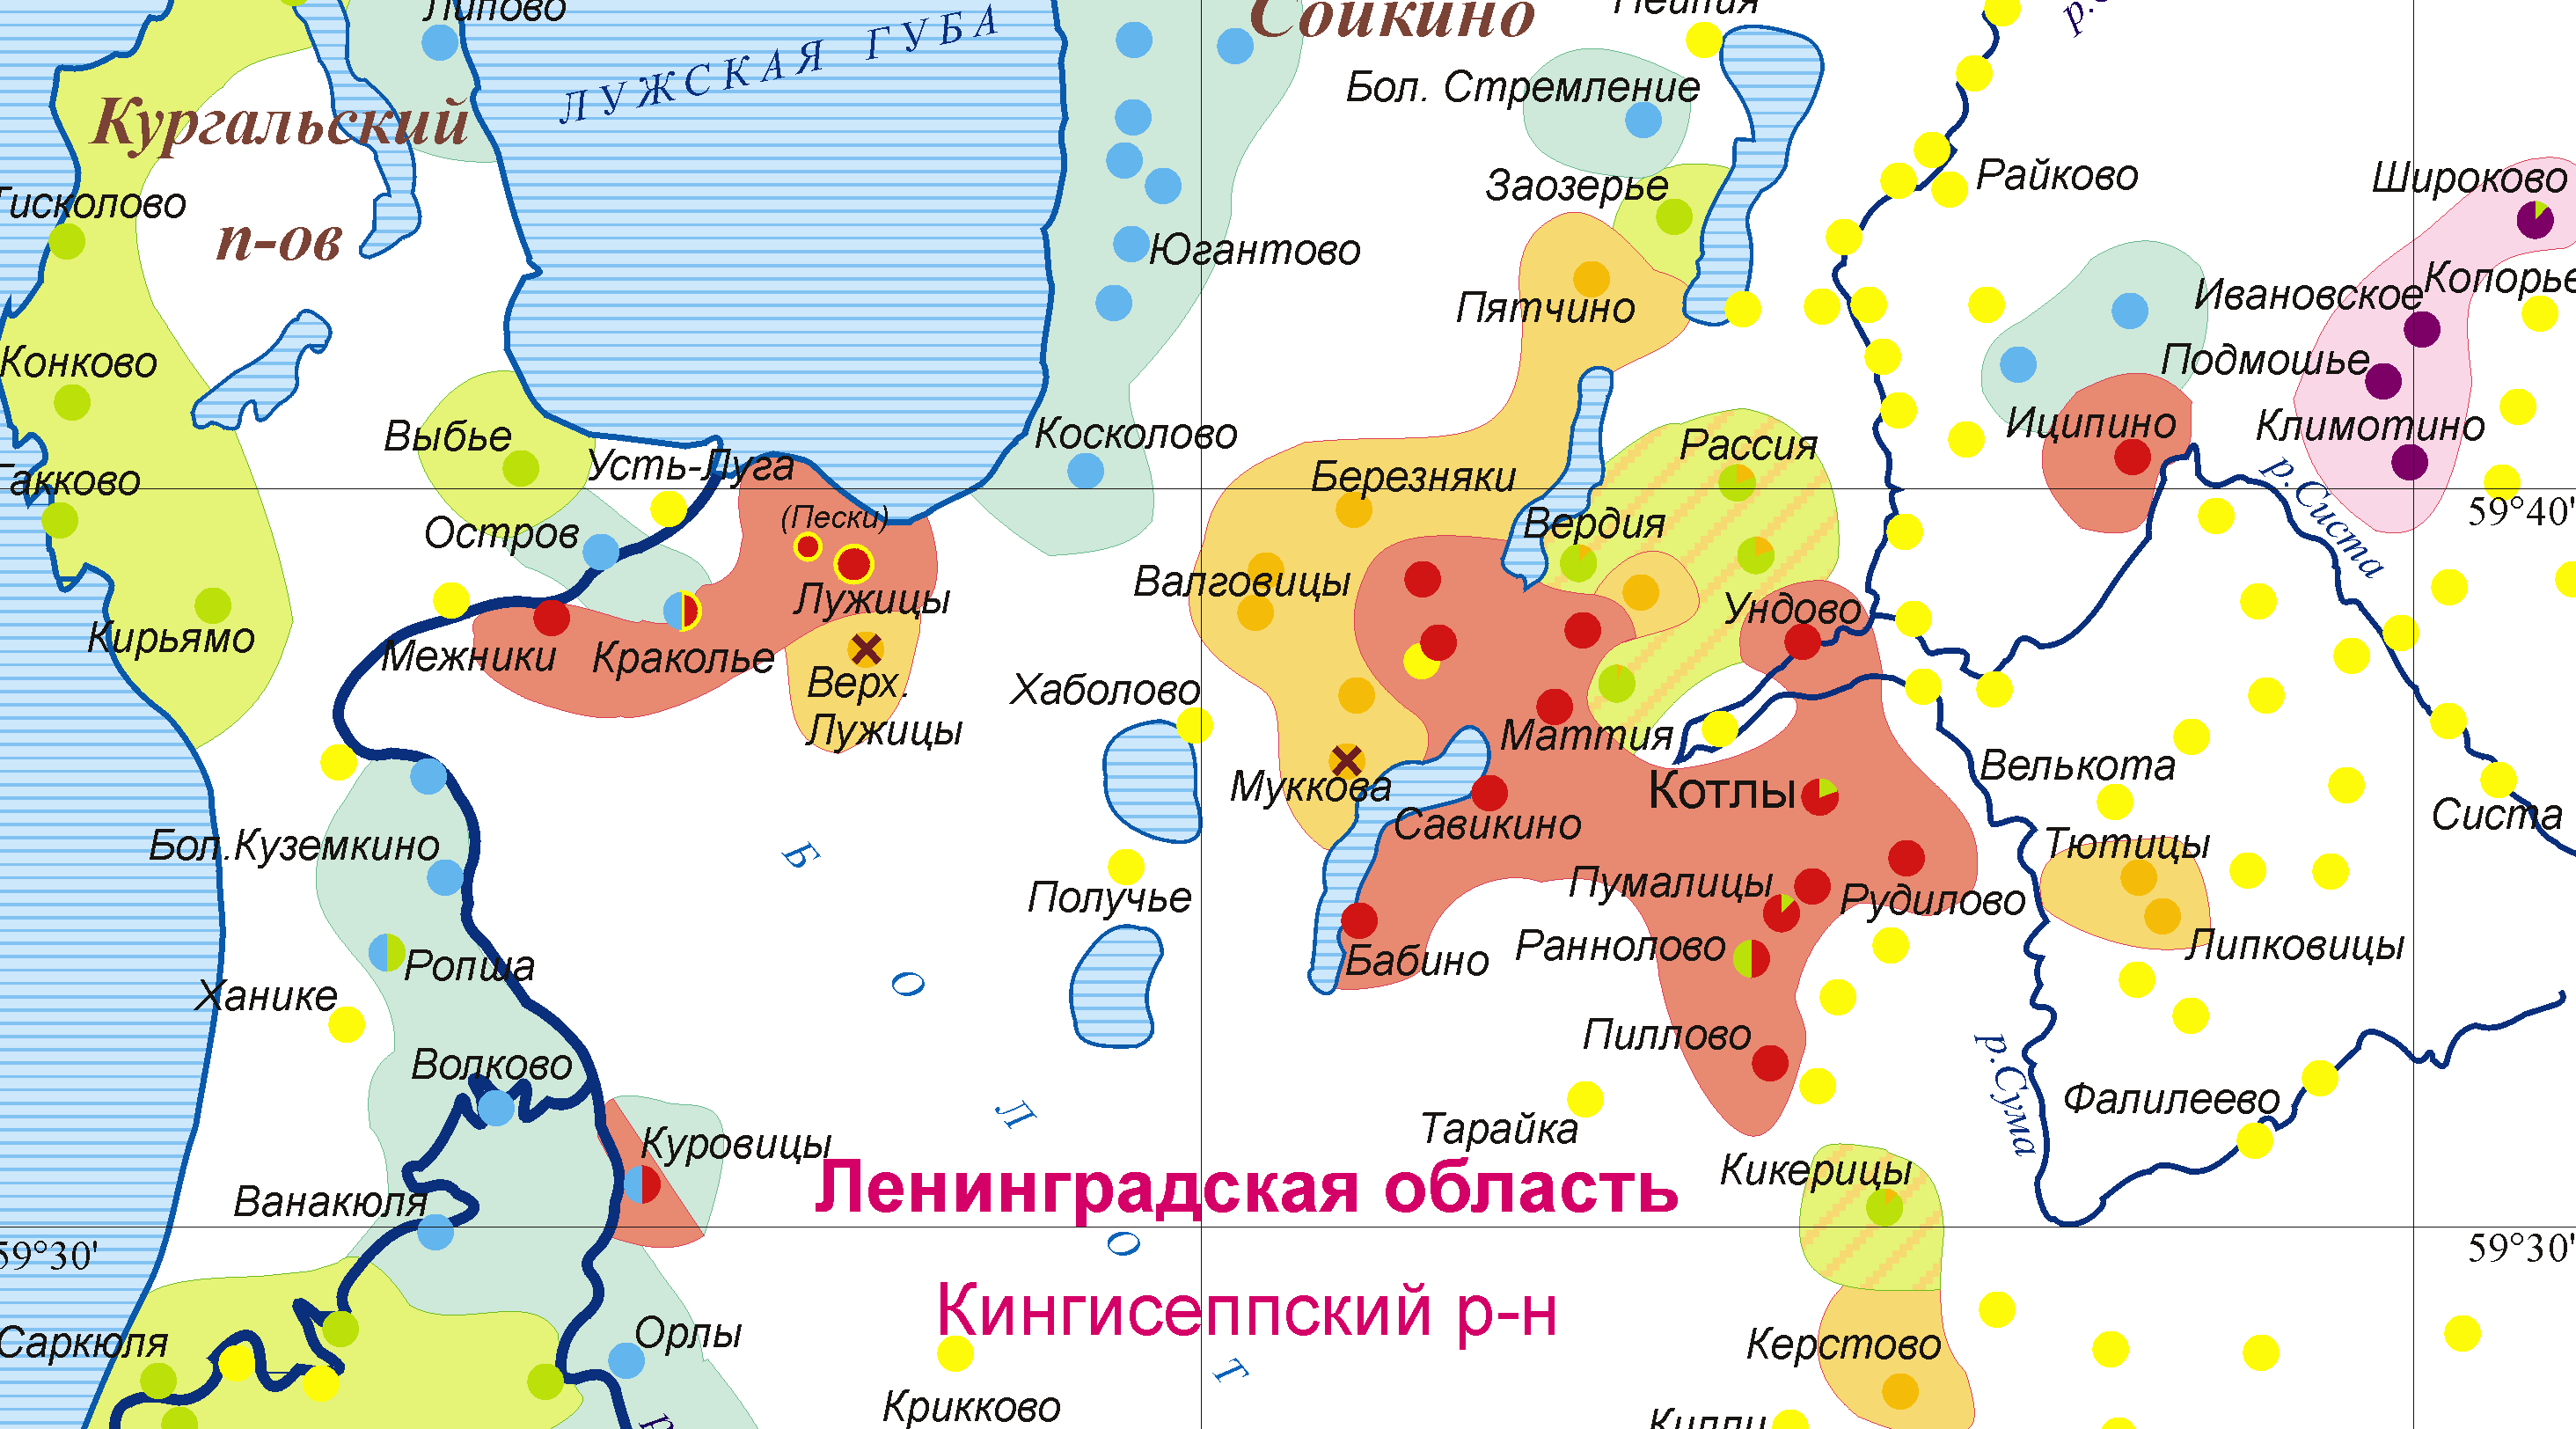 Липово
ЛУЖСКАЯ ГУБА
Сойкино
Пейпия
р.
Кургальский
п-ов
Бол. Стремление
Заозерье
Райково
Широково
Тисколово
Югантово
Пятчино
Ивановское
Копорье
Подмошье
Конково
Выбье
Усть-Луга
Косколово
Рассия
Иципино
Климотино
Гакково
(Пески)
Березняки
р.Систа
59°40'
Остров
Вердия
Лужицы
Валговицы
Ундово
Кирьямо
Межники
Краколье
Верх.
Лужицы
Хаболово
Маттия
Велькота
Муккова
Котлы
Систа
Савикино
Бол.Куземкино
Б О Л О Т
Тютицы
Получье
Пумалицы
Рудилово
Ропша
Бабино
Раннолово
Липковицы
Ханике
Пиллово
р.Сума
Волково
Тарайка
Фалилеево
Куровицы
Кикерицы
Ленинградская область
Ванакюля
59°30'
59°30'
Кингисеппский р-н
Саркюля
Орлы
Керстово
Крикково